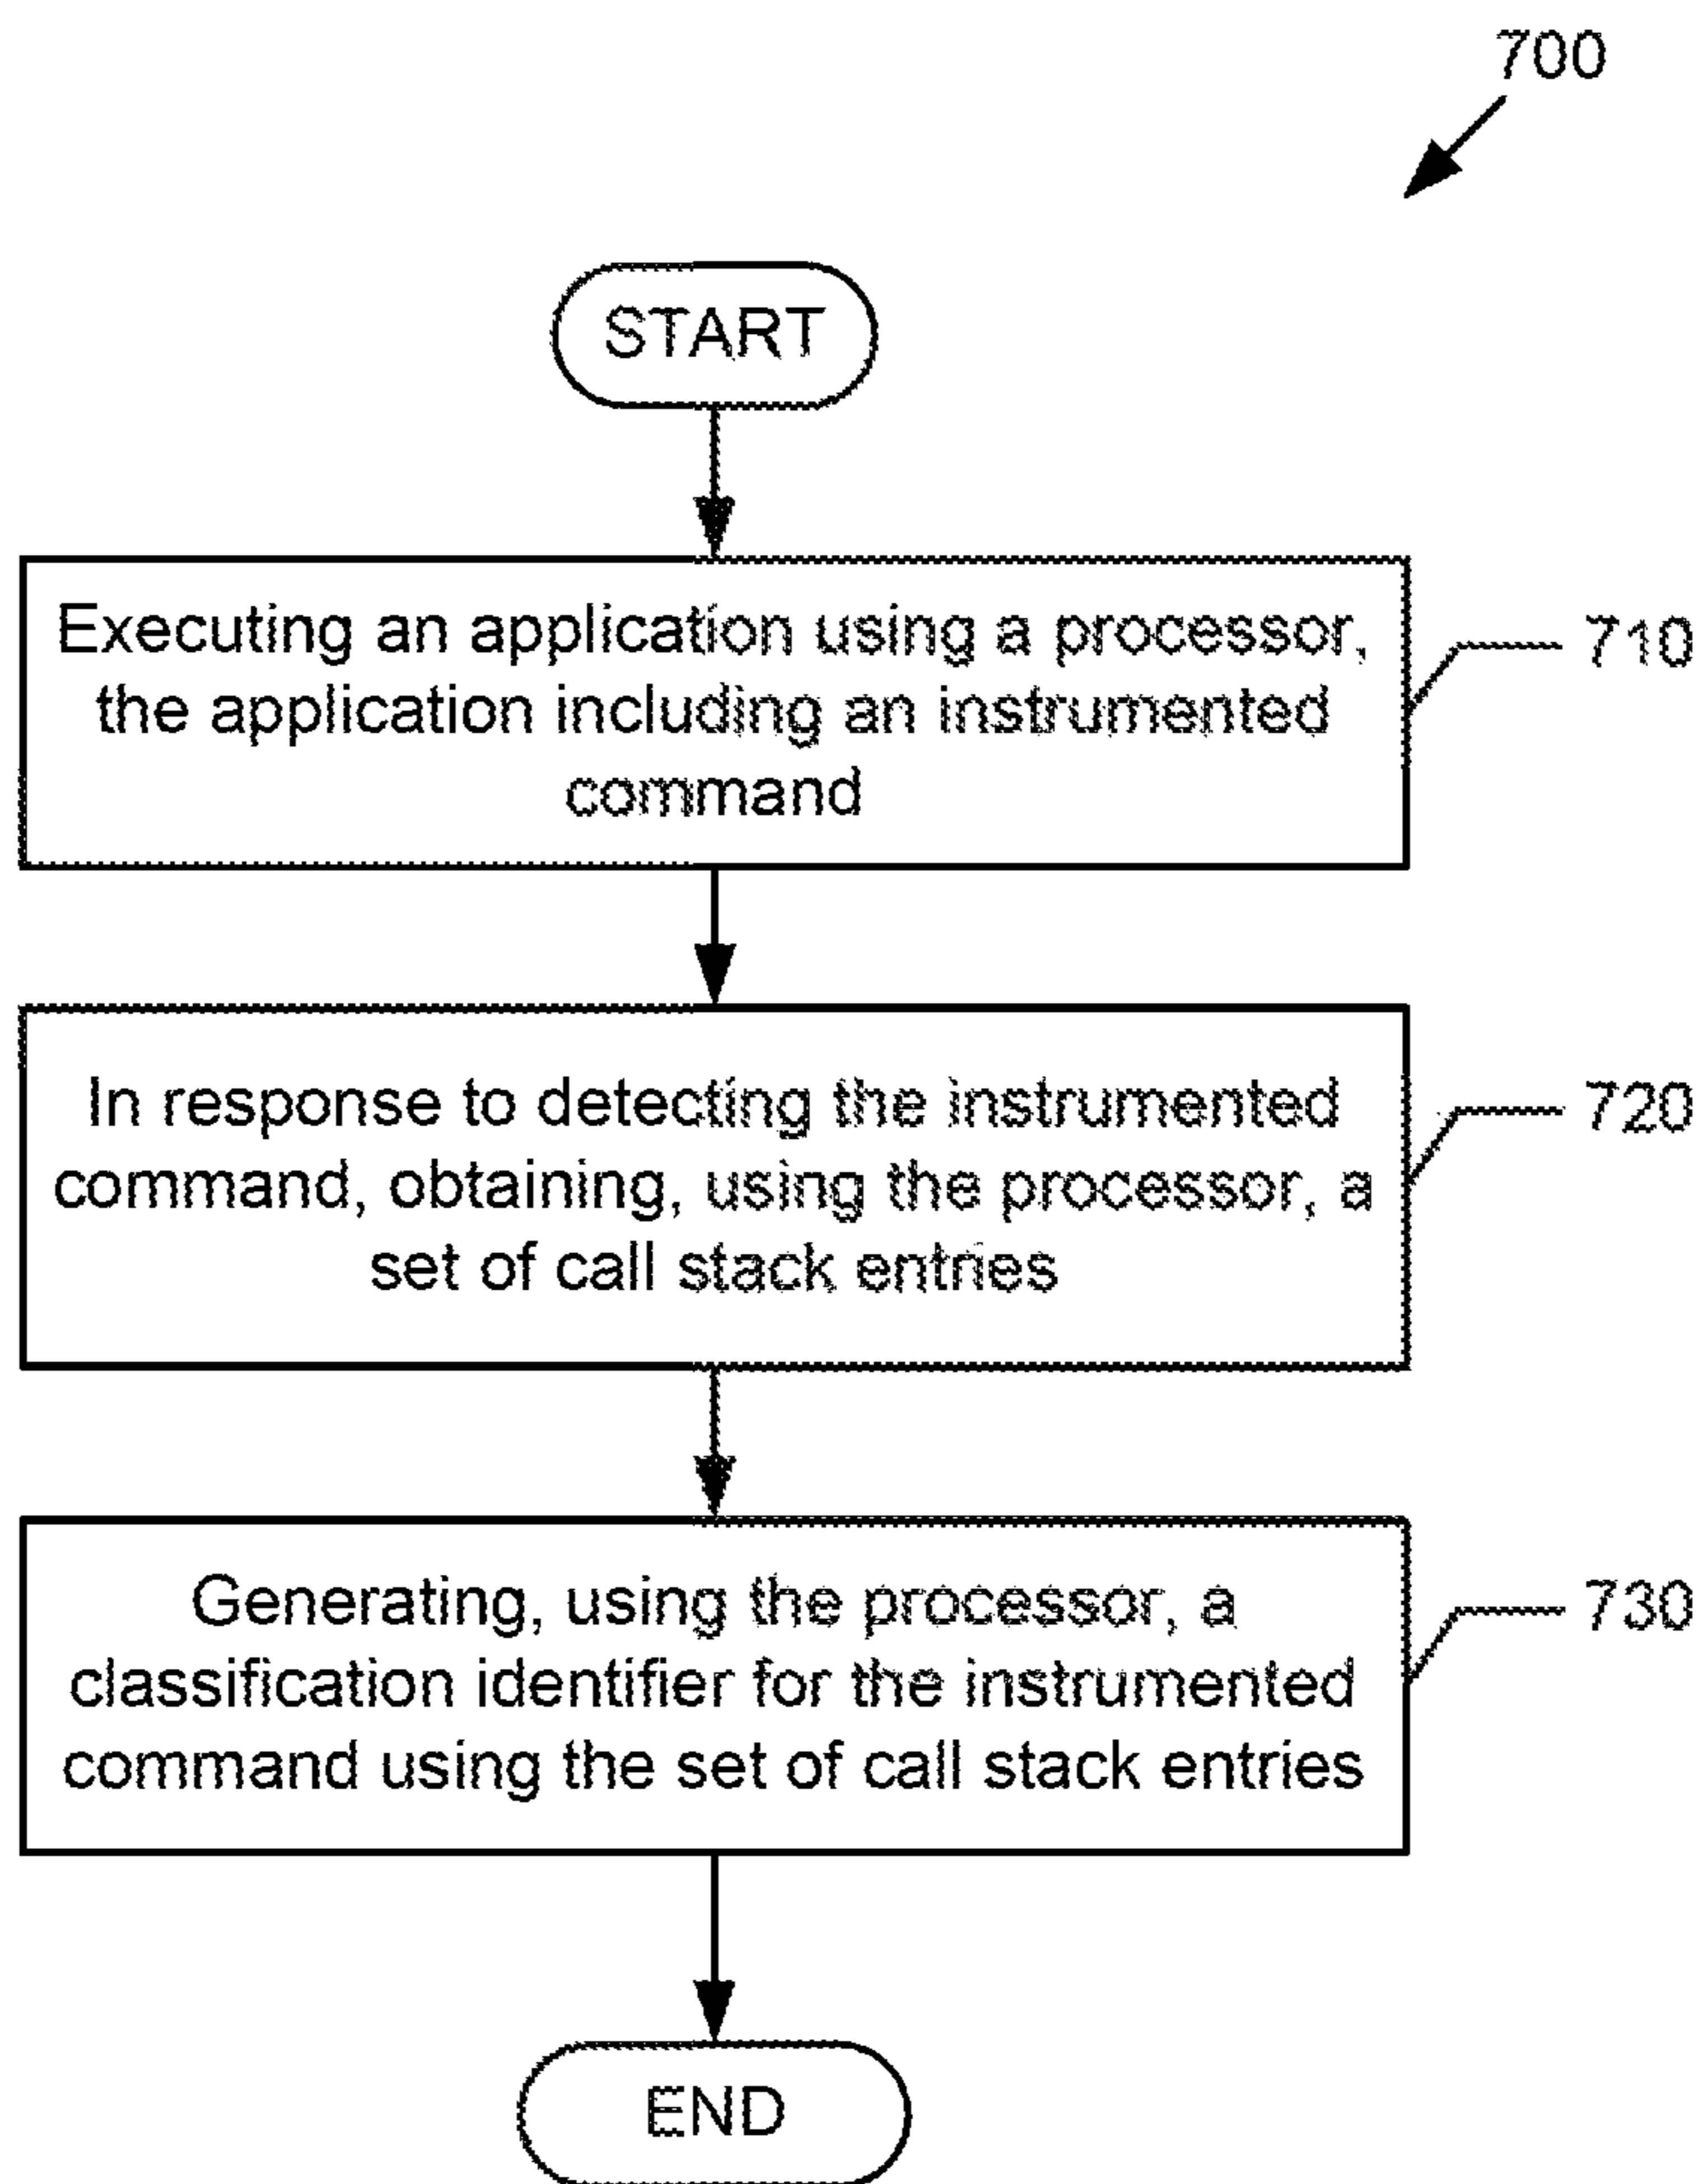 700
START
Executing an application using a processor,
the application including an instrumented
command
710
In response to detecting the instrumented
command, obtaining, using the processor, a
set of call stack entries
720
Generating, using the processor, a
classification identifier for the instrumented
command using the set of call stack entries
730
END